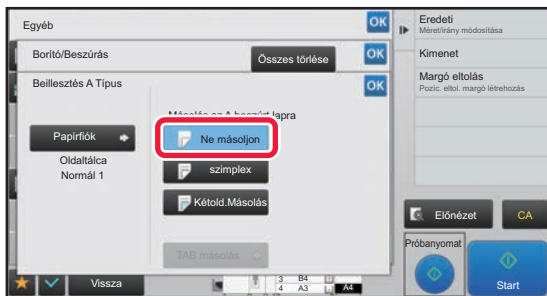 Egyéb
OK
Borító/Beszúrás
Összes törlése
OK
Beillesztés A Típus
OK
Másolás az A beszúrt lapra
Papírfiók
Oldaltálca
Normál 1
Ne másoljon
szimplex
Kétold.Másolás
TAB másolás
Vissza
3 B4
4 A3
A4
Eredeti
Méret/irány módosítása
Kimenet
Margó eltolás
Pozíc. eltol. margó létrehozás
Előnézet
CA
Próbanyomat
Start